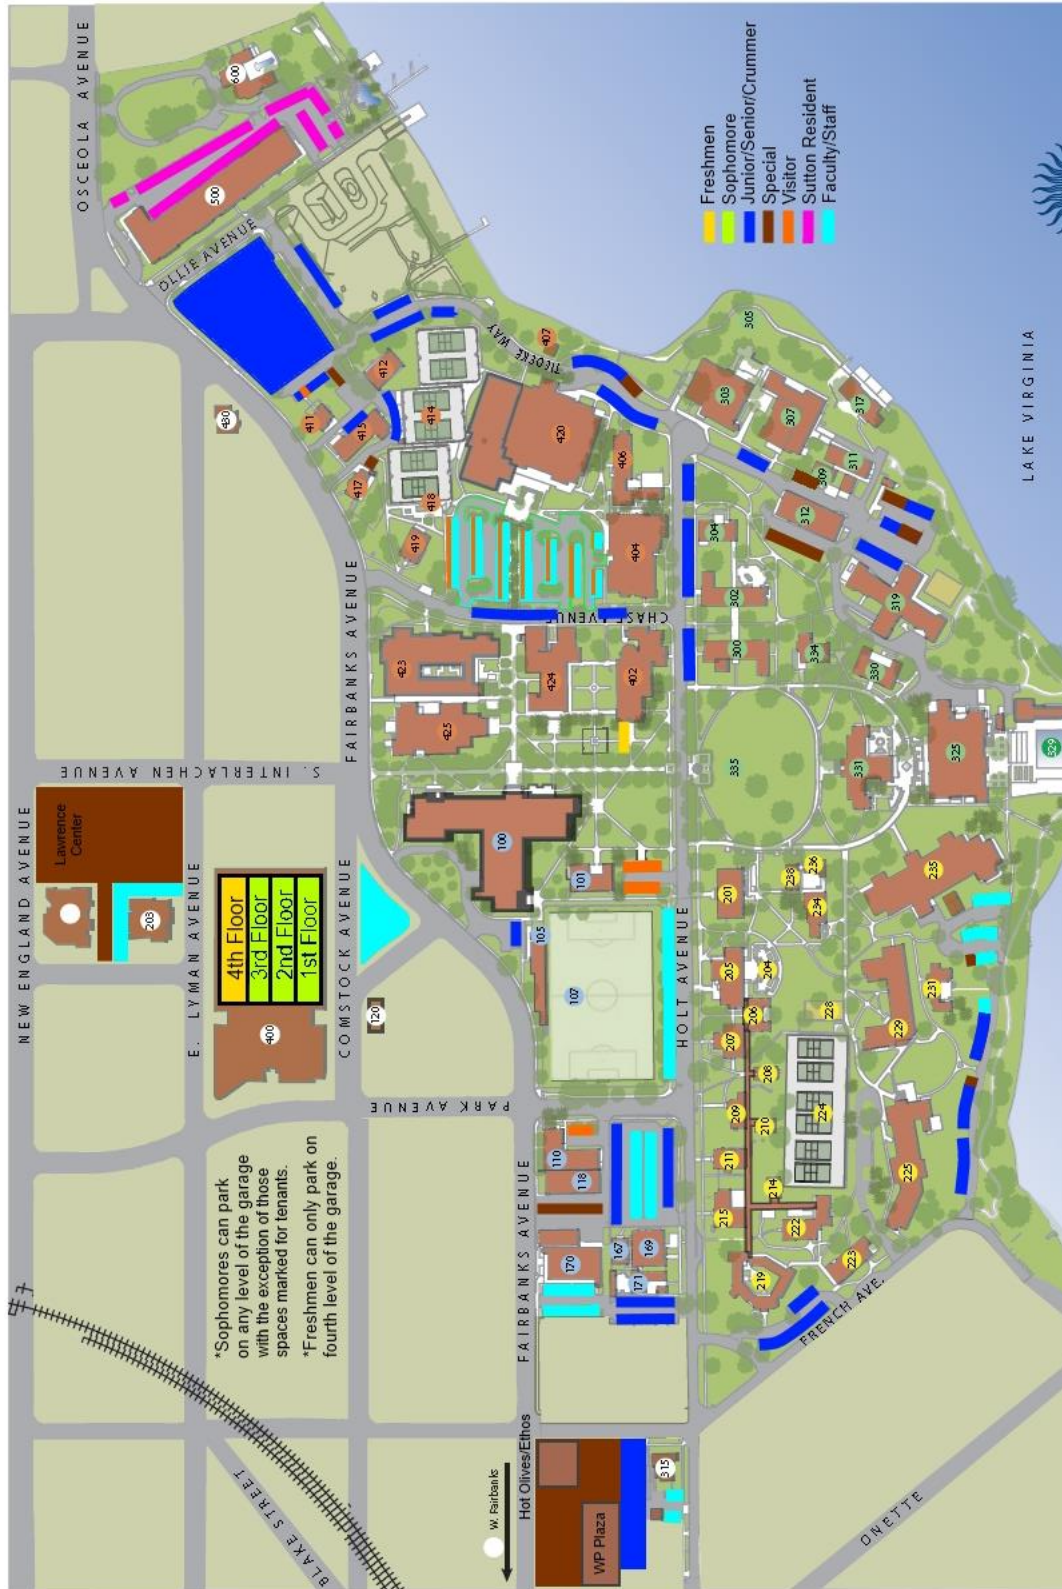 OSCEOLA AVENUE
600
500
OLLIE AVENUE
430
411
412
415
417
414
418
419
407
TIEDEKE WAY
420
406
404
FAIRBANKS AVENUE
CHASE AVENUE
423
424
425
402
Freshmen
Sophomore
Junior/Senior/Crummer
Special
Visitor
Sutton Resident
Faculty/Staff
LAKE VIRGINIA
305
303
307
317
311
309
312
304
302
300
334
319
330
325
329
331
335
S. INTERLACHEN AVENUE
NEW ENGLAND AVENUE
Lawrence
Center
203
E. LYMAN AVENUE
4th Floor
3rd Floor
2nd Floor
1st Floor
400
COMSTOCK AVENUE
120
100
101
105
107
HOLT AVENUE
PARK AVENUE
201
238
236
234
235
205
204
206
207
208
228
229
231
209
210
224
211
214
215
222
225
219
223
FRENCH AVE.
110
118
170
167
169
171
FAIRBANKS AVENUE
*Sophomores can park
on any level of the garage
with the exception of those
spaces marked for tenants.
*Freshmen can only park on
fourth level of the garage.
BLAKE STREET
W. Fairbanks
Hot Olives/Ethos
WP Plaza
315
ONETTE